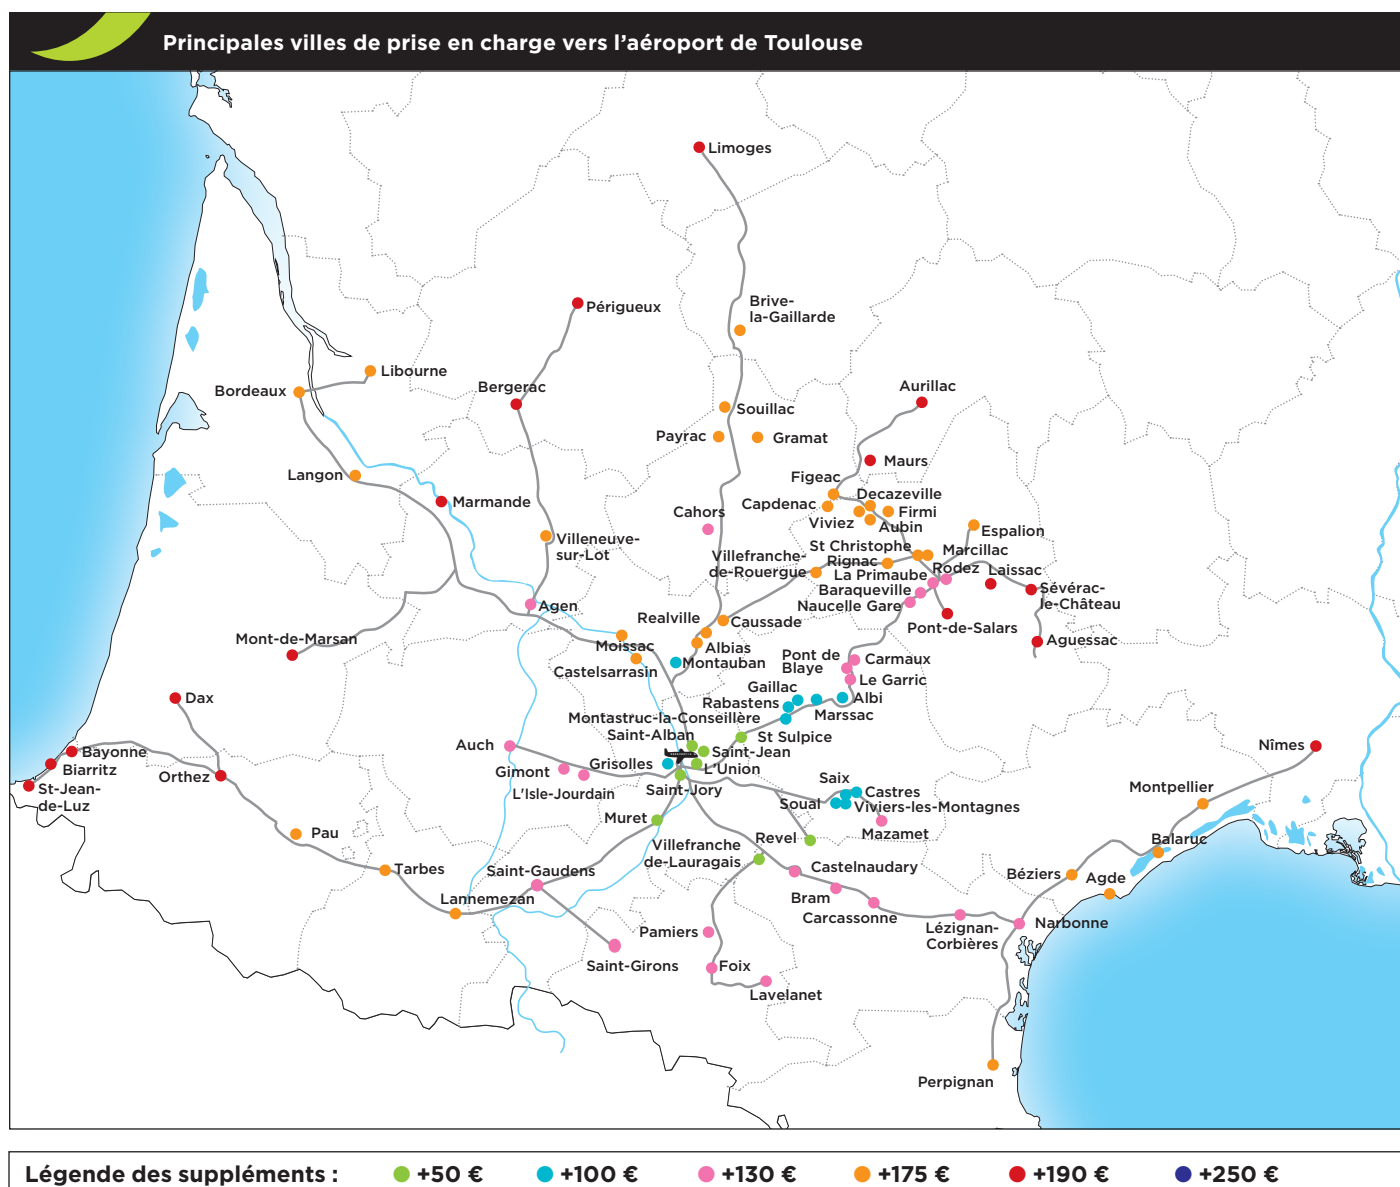 Principales villes de prise en charge vers l'aéroport de Toulouse
Limoges
Périgueux
Brive-
la-Gaillarde
Libourne
Bordeaux
Bergerac
Aurillac
Souillac
Payrac
Gramat
Maurs
Langon
Marmande
Figeac
Decazeville
Capdenac
Firmi
Viviez
Aubin
Cahors
Espalion
Villeneuve-
sur-Lot
St Christophe
Marcillac
Villefranche-
de-Rouergue
Rignac
Rodez
Laissac
La Primaube
Baraqueville
Sévérac-
le-Château
Naucelle Gare
Agen
Realville
Caussade
Pont-de-Salars
Aguessac
Mont-de-Marsan
Moissac
Albias
Montauban
Castelsarrasin
Pont de
Blaye
Carmaux
Le Garric
Gaillac
Rabastens
Albi
Marssac
Dax
Montastruc-la-Conseillère
Saint-Alban
St Sulpice
Auch
Saint-Jean
Nîmes
Bayonne
Biarritz
Gimont
Grisolles
L'Union
Orthez
St-Jean-
de-Luz
L'Isle-Jourdain
Saint-Jory
Saix
Castres
Soual
Viviers-les-Montagnes
Montpellier
Muret
Mazamet
Pau
Revel
Villefranche
de-Lauragais
Balaruc
Tarbes
Saint-Gaudens
Castelnaudary
Béziers
Agde
Lannemezan
Bram
Carcassonne
Lézignan-
Corbières
Narbonne
Pamiers
Saint-Girons
Foix
Lavelanet
Perpignan
Légende des suppléments :
+50 €
+100 €
+130 €
+175 €
+190 €
+250 €